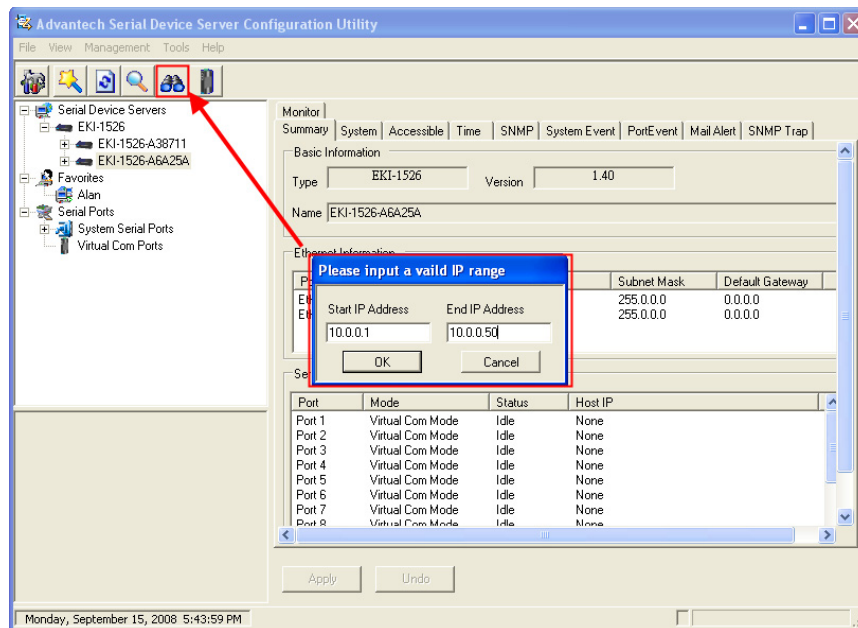 Advantech Serial Device Server Configuration Utility
File View Management Tools Help
Serial Device Servers
EKI-1526
EKI-1526-A38711
EKI-1526-A6A25A
Favorites
Alan
Serial Ports
System Serial Ports
Virtual Com Ports
Monitor
Summary System Accessible Time SNMP System Event PortEvent Mail Alert SNMP Trap
Basic Information
Type EKI-1526 Version 1.40
Name EKI-1526-A6A25A
Ethernet Information
Subnet Mask Default Gateway
255.0.0.0 0.0.0.0
255.0.0.0 0.0.0.0
Please input a vaild IP range
Start IP Address End IP Address
10.0.0.1 10.0.0.50
OK Cancel
Port Mode Status Host IP
Port 1 Virtual Com Mode Idle None
Port 2 Virtual Com Mode Idle None
Port 3 Virtual Com Mode Idle None
Port 4 Virtual Com Mode Idle None
Port 5 Virtual Com Mode Idle None
Port 6 Virtual Com Mode Idle None
Port 7 Virtual Com Mode Idle None
Port 8 Virtual Com Mode Idle None
Apply Undo
Monday, September 15, 2008 5:43:59 PM